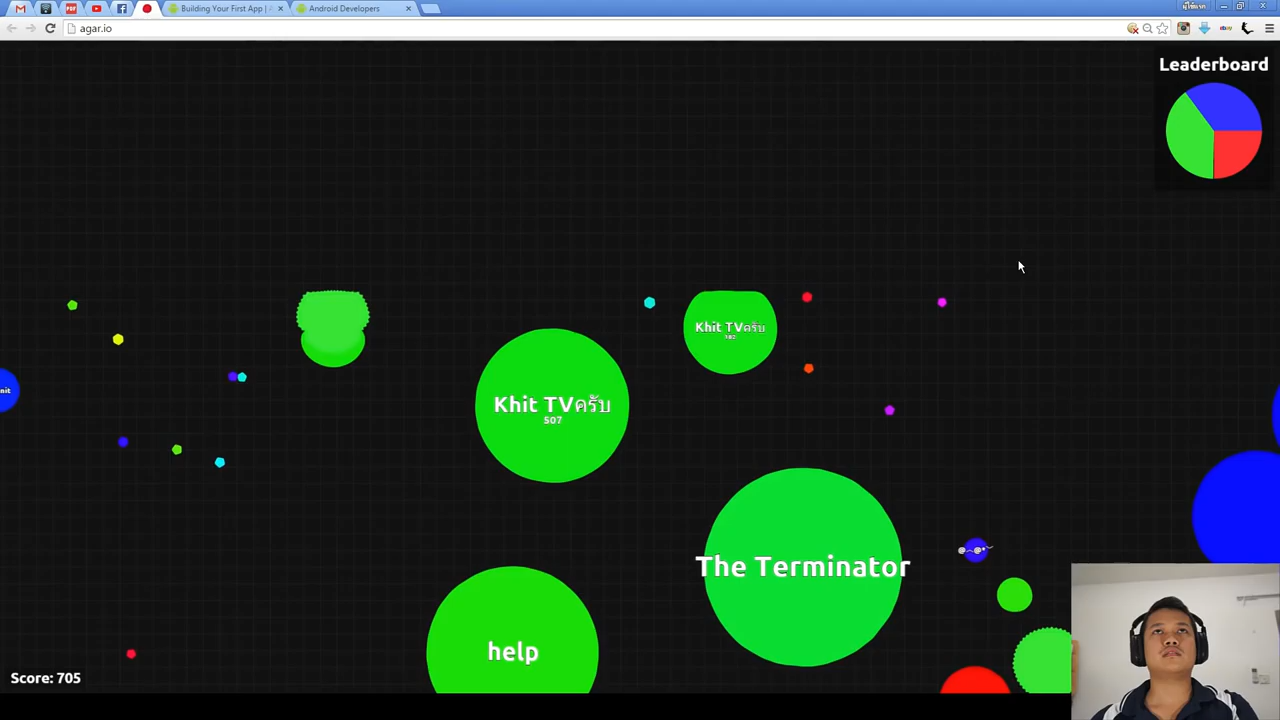 Building Your First App | A
Android Developers
agar.io
Leaderboard
Khit TVครับ
182
Khit TVครับ
507
The Terminator
help
Score: 705